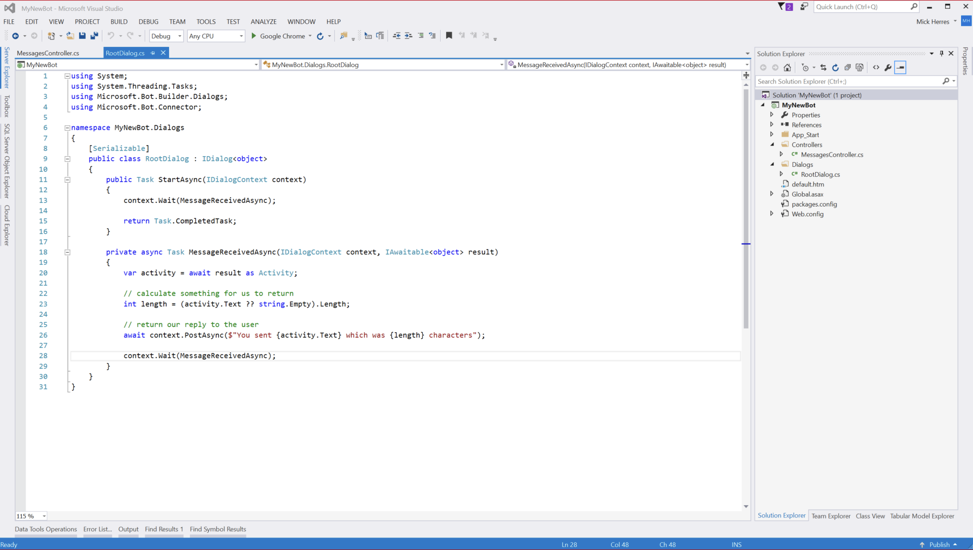 MyNewBot - Microsoft Visual Studio
2
Quick Launch (Ctrl+;)
FILE EDIT VIEW PROJECT BUILD DEBUG TEAM TOOLS TEST ANALYZE WINDOW HELP
Mick Herres
MH
Debug
Any CPU
Google Chrome
MessagesController.cs
RootDialog.cs
MyNewBot
MyNewBot.Dialogs.RootDialog
MessageReceivedAsync(IDialogContext context, IAwaitable<object> result)
Server Explorer
Toolbox
SQL Server Object Explorer
Cloud Explorer
1 using System;
2 using System.Threading.Tasks;
3 using Microsoft.Bot.Builder.Dialogs;
4 using Microsoft.Bot.Connector;
5
6 namespace MyNewBot.Dialogs
7 {
8 [Serializable]
9 public class RootDialog : IDialog<object>
10 {
11 public Task StartAsync(IDialogContext context)
12 {
13 context.Wait(MessageReceivedAsync);
14
15 return Task.CompletedTask;
16 }
17
18 private async Task MessageReceivedAsync(IDialogContext context, IAwaitable<object> result)
19 {
20 var activity = await result as Activity;
21
22 // calculate something for us to return
23 int length = (activity.Text ?? string.Empty).Length;
24
25 // return our reply to the user
26 await context.PostAsync($"You sent {activity.Text} which was {length} characters");
27
28 context.Wait(MessageReceivedAsync);
29 }
30 }
31 }
Solution Explorer
Search Solution Explorer (Ctrl+;)
Solution 'MyNewBot' (1 project)
MyNewBot
Properties
References
App_Start
Controllers
MessagesController.cs
Dialogs
RootDialog.cs
default.htm
Global.asax
packages.config
Web.config
Properties
115 %
Solution Explorer Team Explorer Class View Tabular Model Explorer
Data Tools Operations Error List... Output Find Results 1 Find Symbol Results
Ln 28 Col 48 Ch 48 INS
Publish